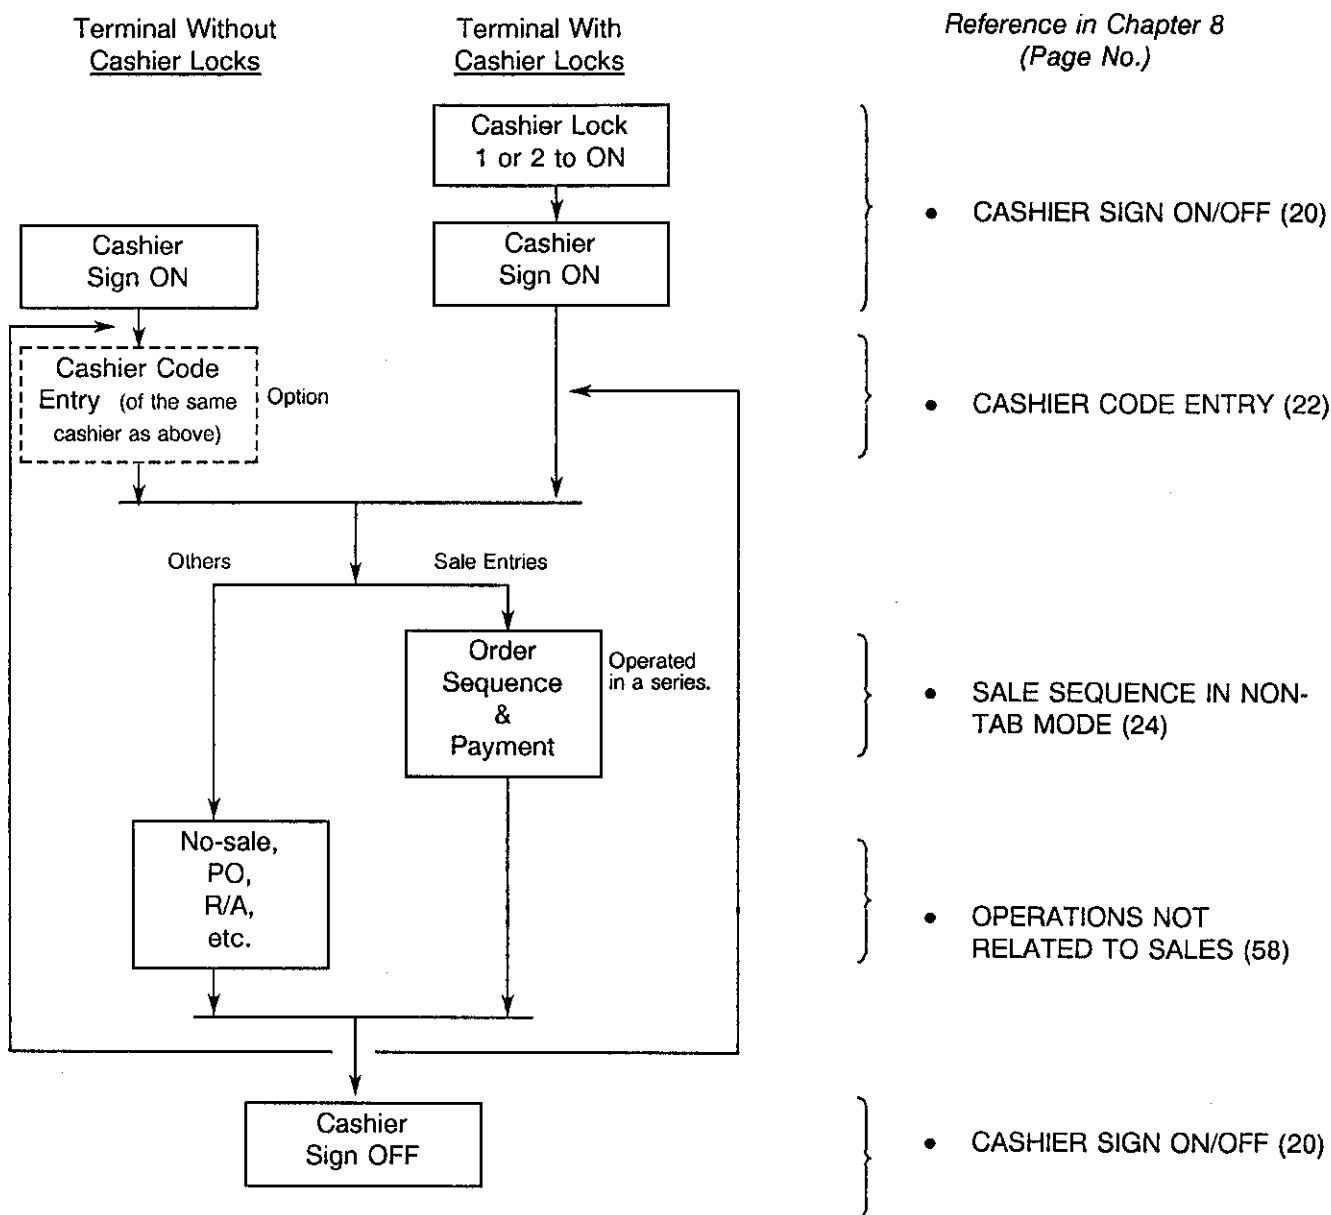 Terminal Without
Cashier Locks
Terminal With
Cashier Locks
Reference in Chapter 8
(Page No.)
Cashier Lock
1 or 2 to ON
Cashier
Sign ON
Cashier
Sign ON
• CASHIER SIGN ON/OFF (20)
Cashier Code
Entry (of the same
cashier as above)
Option
• CASHIER CODE ENTRY (22)
Others
Sale Entries
Order
Sequence
&
Payment
Operated
in a series.
• SALE SEQUENCE IN NON-
TAB MODE (24)
No-sale,
PO,
R/A,
etc.
• OPERATIONS NOT
RELATED TO SALES (58)
Cashier
Sign OFF
• CASHIER SIGN ON/OFF (20)